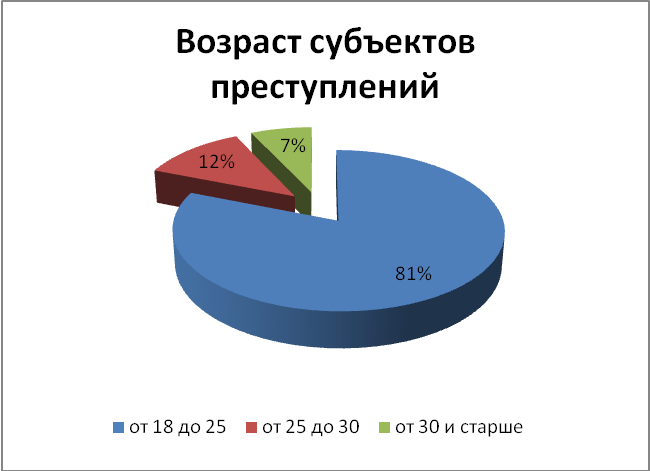 Возраст субъектов
преступлений
7%
12%
81%
от 18 до 25 от 25 до 30 от 30 и старше